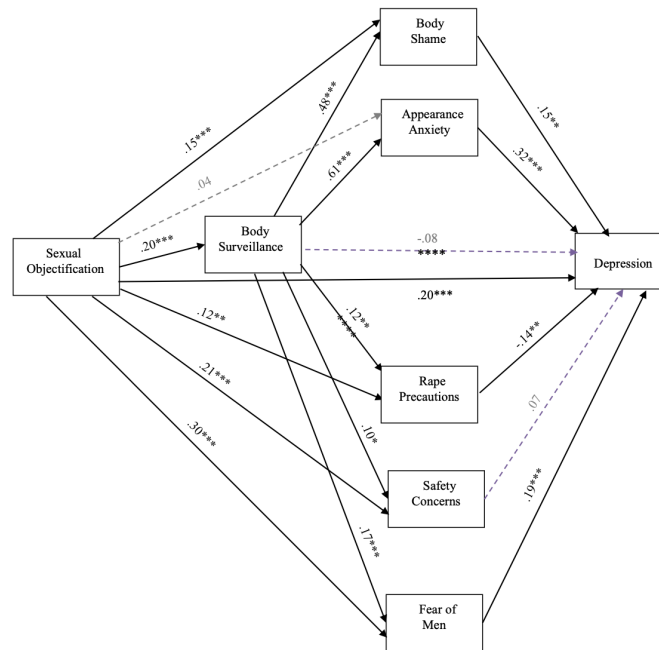 Body
Shame
.15***
.48***
.15**
Appearance
Anxiety
.04
.61***
.32***
Body
Surveillance
.20***
-.08
****
Sexual
Objectification
Depression
.20***
.12**
.12**
****
-.14**
Rape
Precautions
.21***
.10*
.07
.30***
Safety
Concerns
.17***
.19***
Fear of
Men